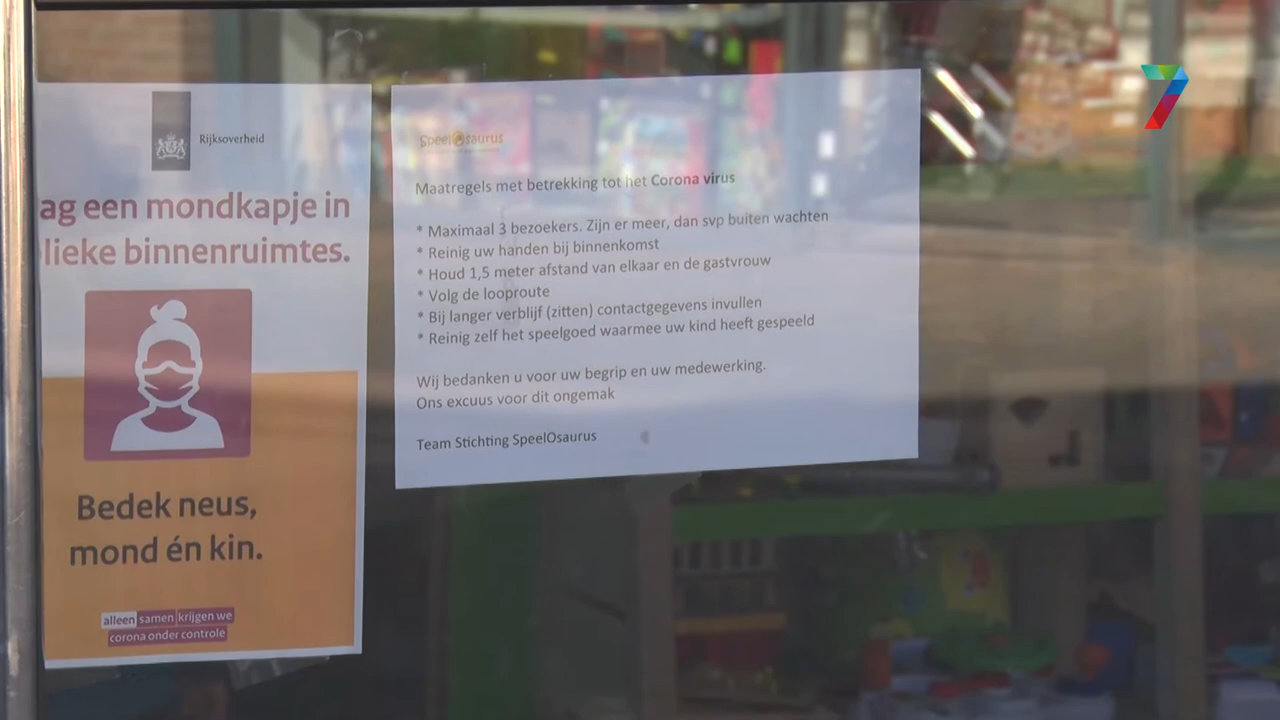 Rijksoverheid
ag een mondkapje in
lieke binnenruimtes.
Bedek neus,
mond én kin.
alleen samen krijgen we
corona onder controle
SpeelOsaurus
Maatregels met betrekking tot het Corona virus
* Maximaal 3 bezoekers. Zijn er meer, dan svp buiten wachten
* Reinig uw handen bij binnenkomst
* Houd 1,5 meter afstand van elkaar en de gastvrouw
* Volg de looproute
* Bij langer verblijf (zitten) contactgegevens invullen
* Reinig zelf het speelgoed waarmee uw kind heeft gespeeld
Wij bedanken u voor uw begrip en uw medewerking.
Ons excuus voor dit ongemak
Team Stichting SpeelOsaurus
7